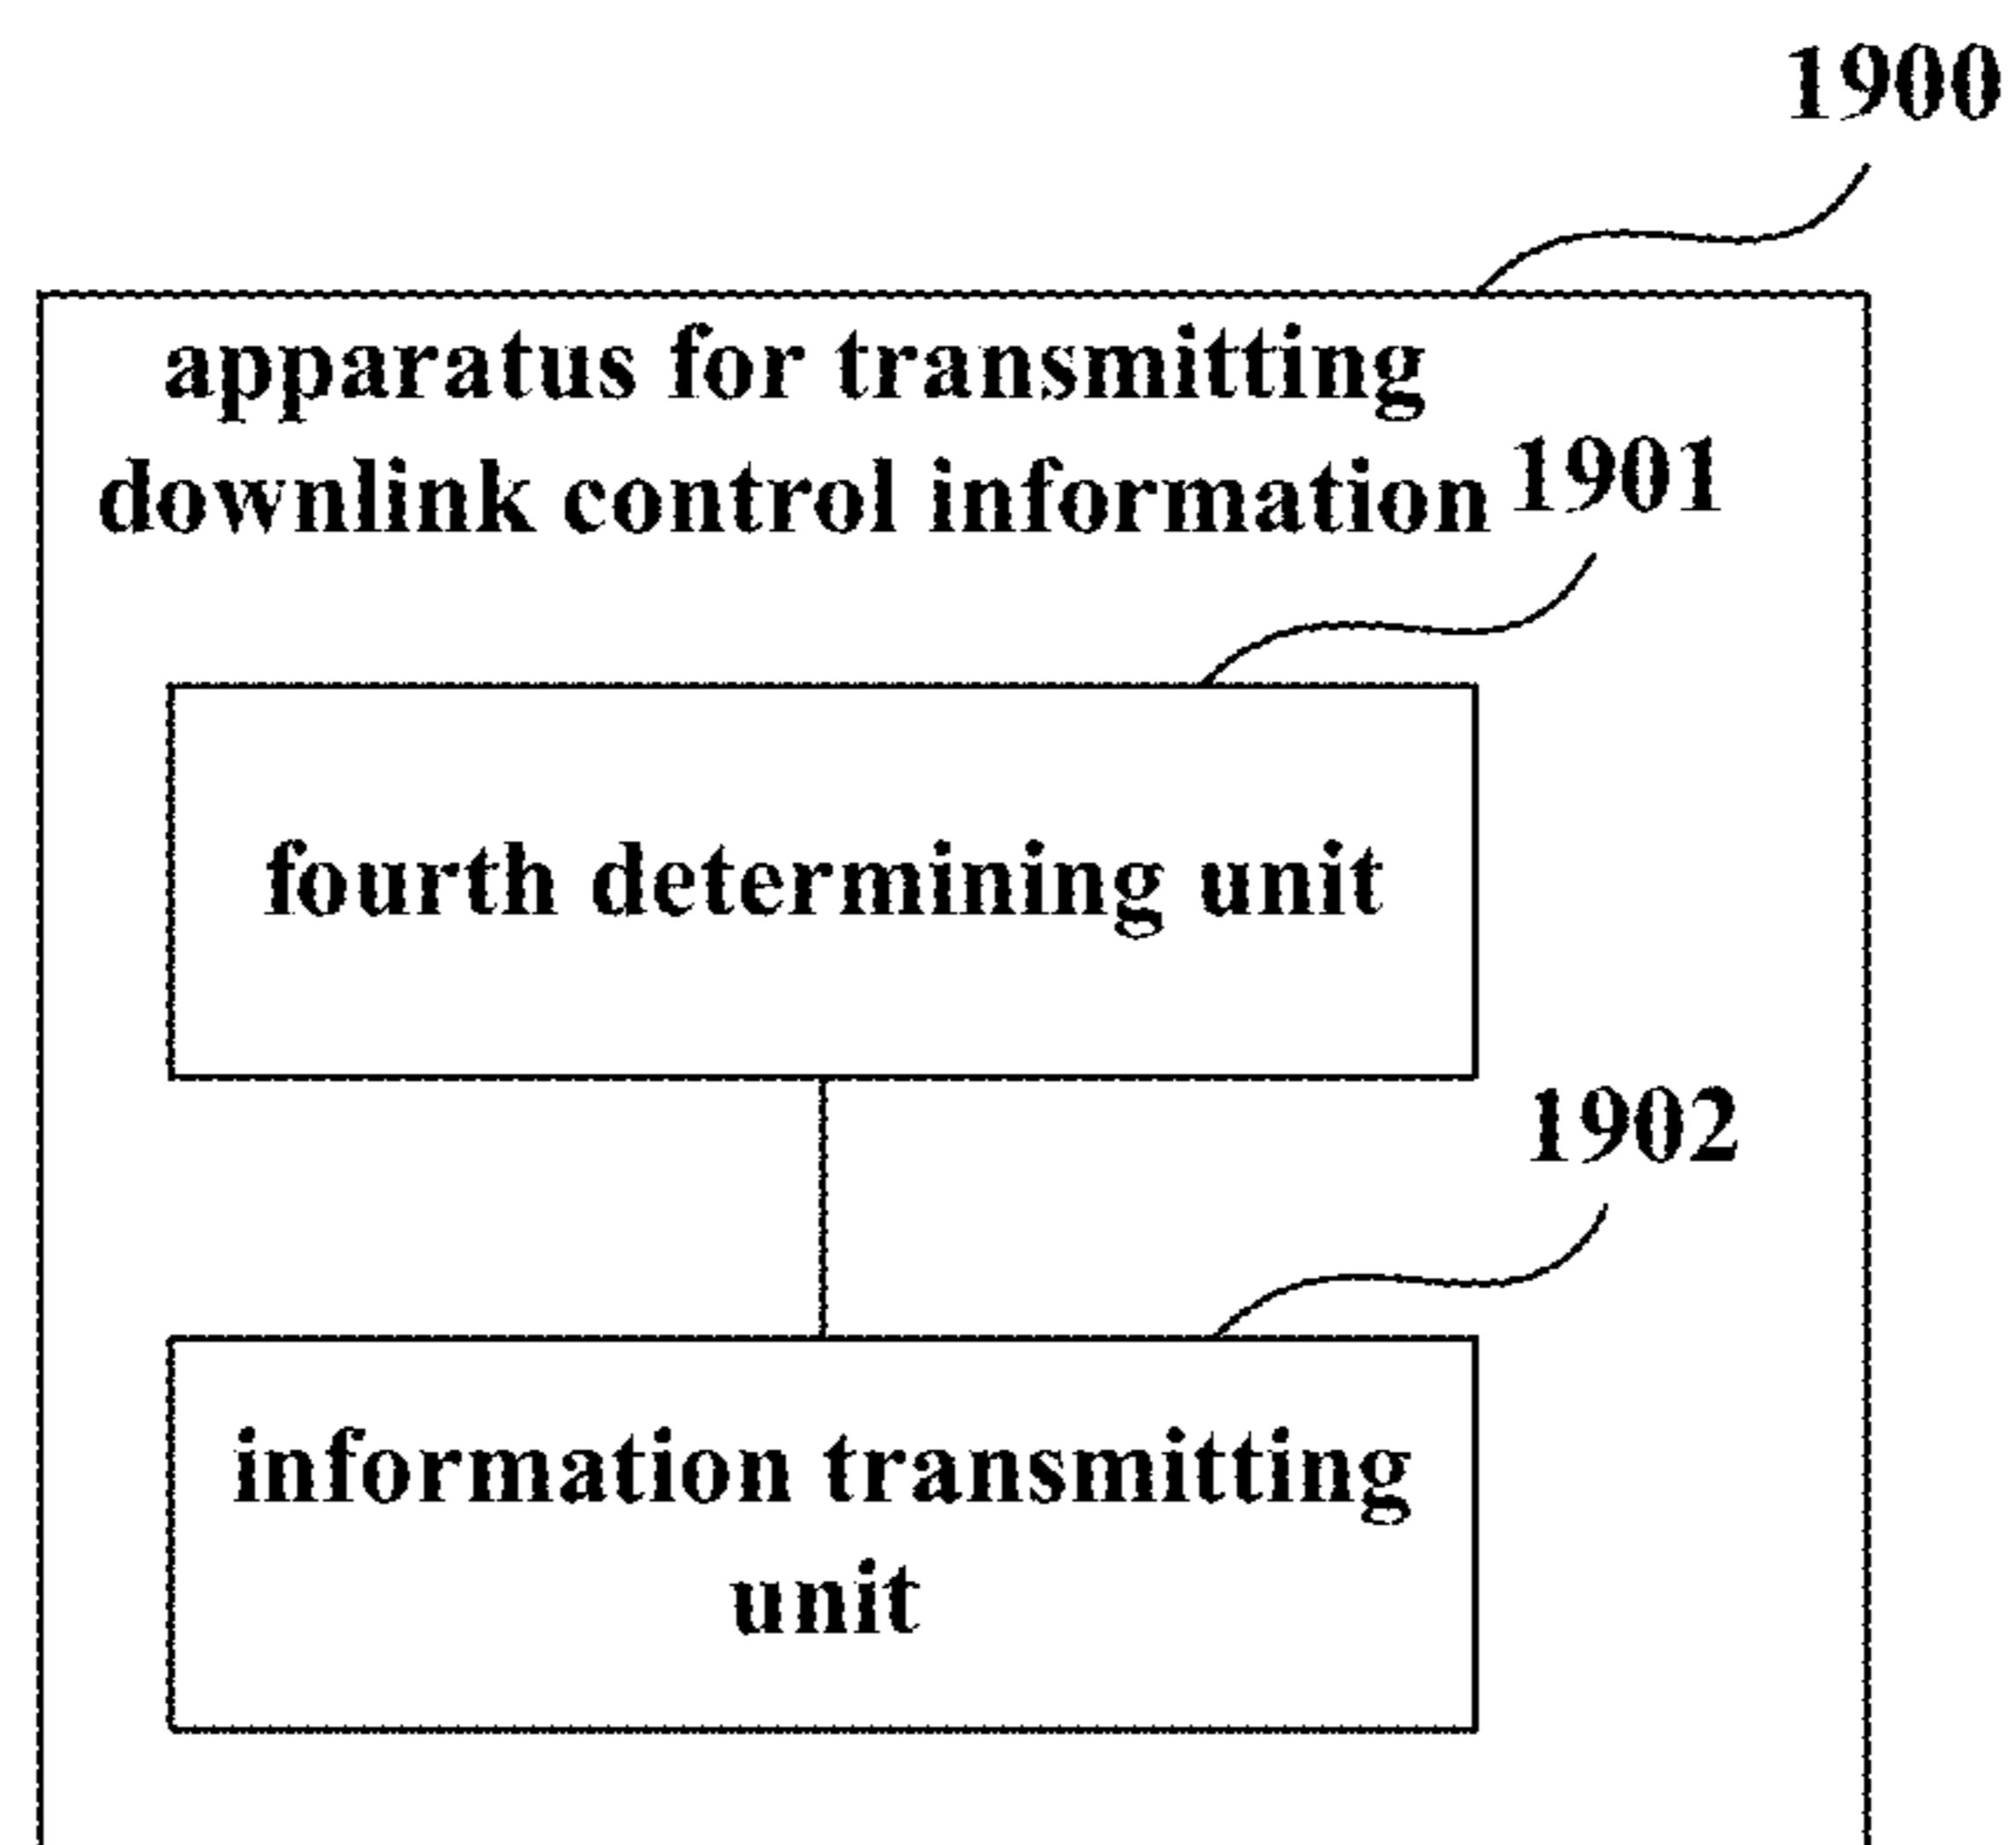 1900
apparatus for transmitting
downlink control information
1901
fourth determining unit
1902
information transmitting
unit